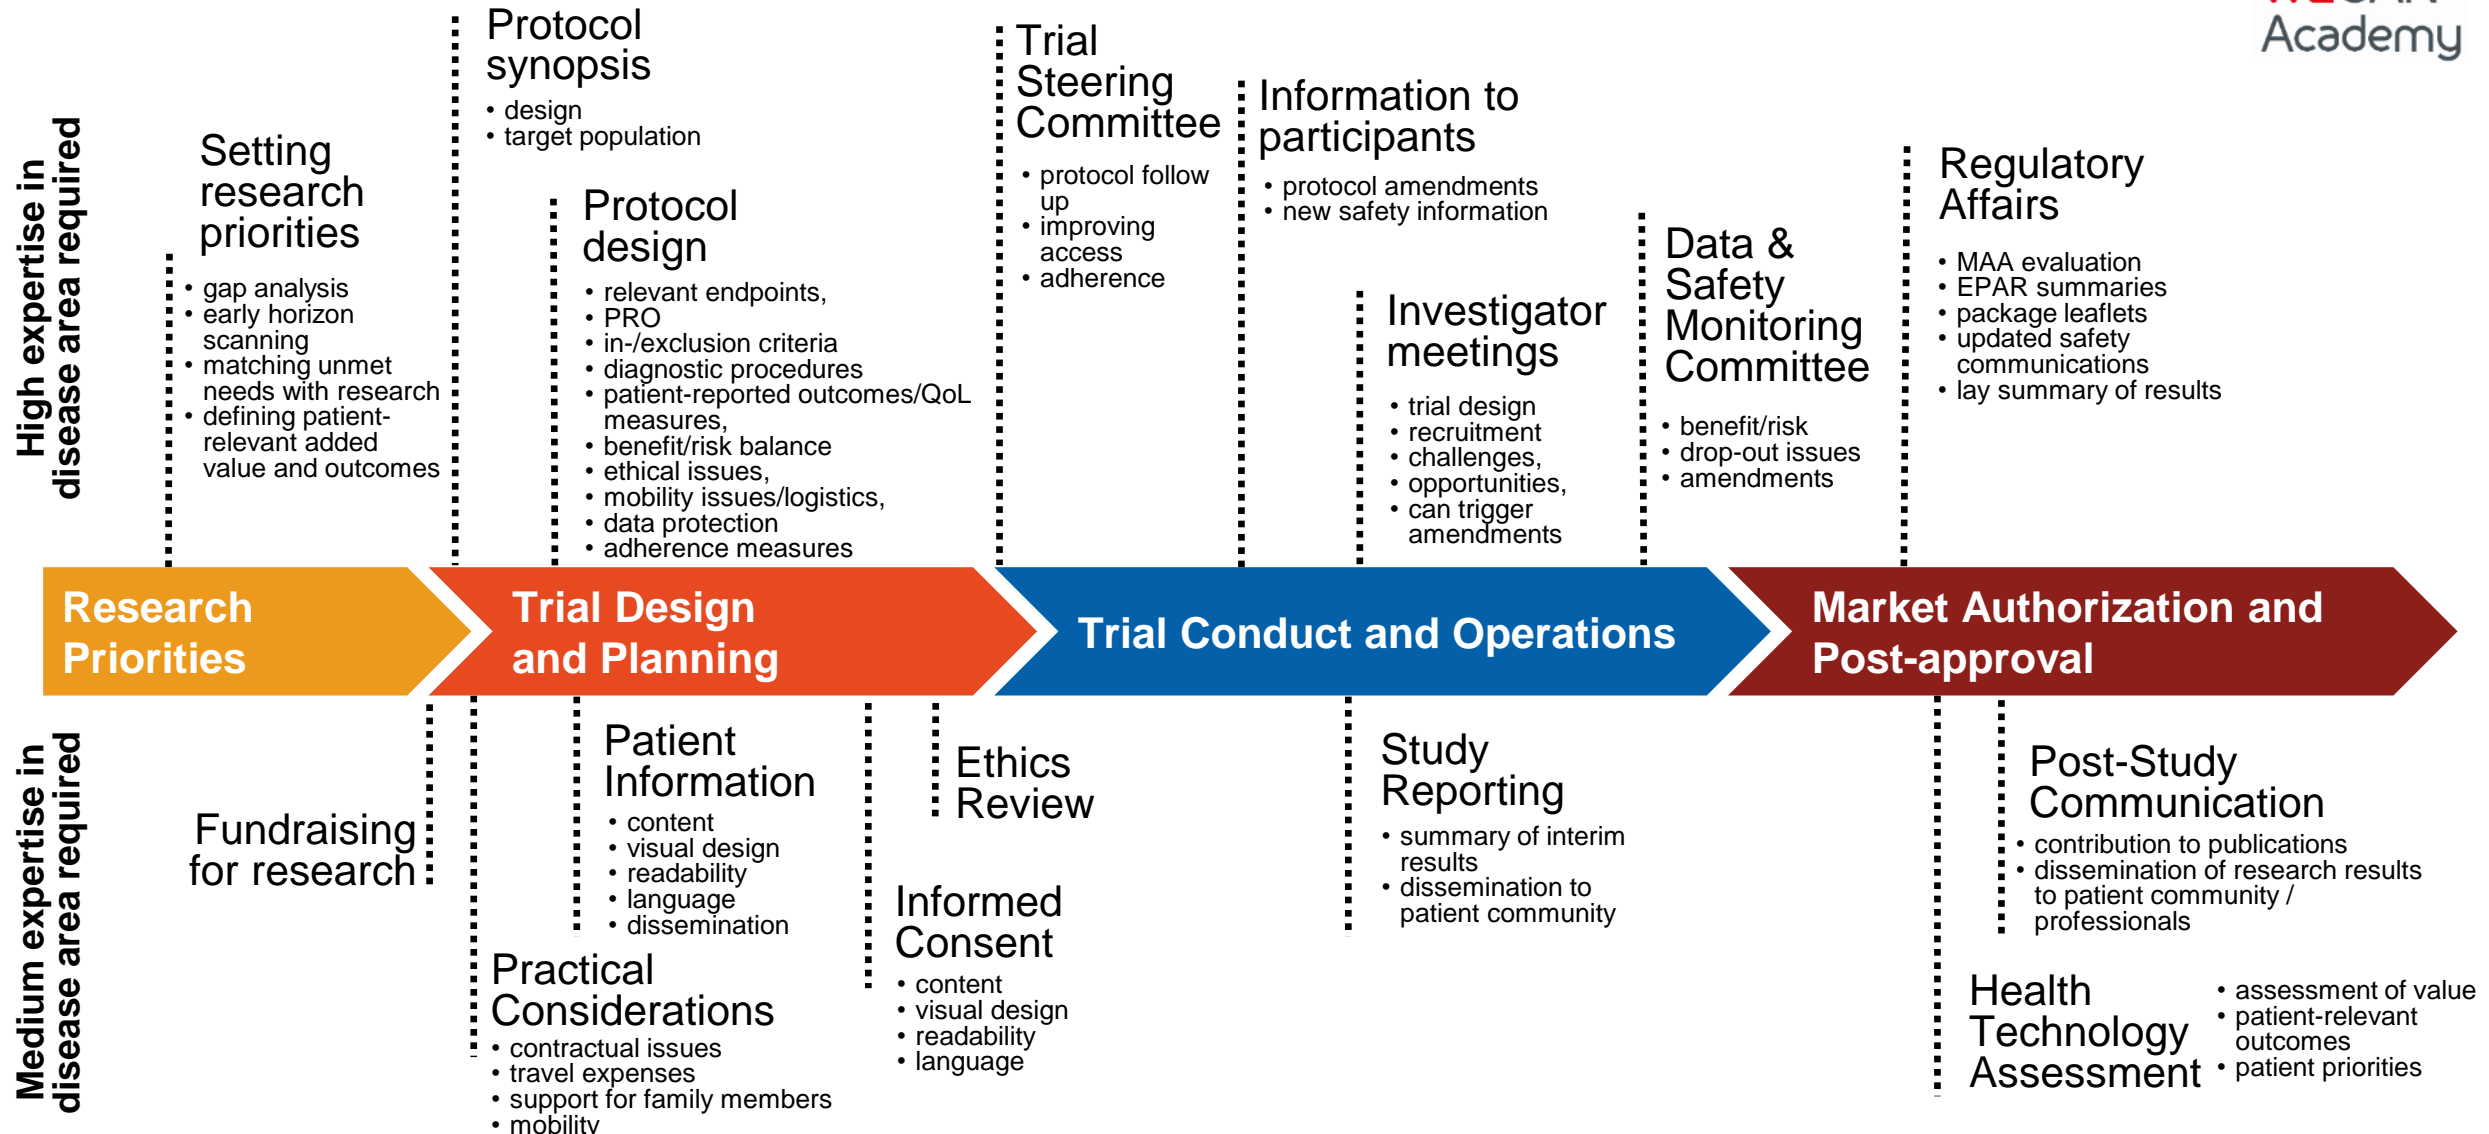 Academy
High expertise in
disease area required
Setting
research
priorities
• gap analysis
• early horizon
scanning
• matching unmet
needs with research
• defining patient-
relevant added
value and outcomes
Protocol
synopsis
• design
• target population
Protocol
design
• relevant endpoints,
• PRO
• in-/exclusion criteria
• diagnostic procedures
• patient-reported outcomes/QoL
measures,
• benefit/risk balance
• ethical issues,
• mobility issues/logistics,
• data protection
• adherence measures
Trial
Steering
Committee
• protocol follow
up
• improving
access
• adherence
Information to
participants
• protocol amendments
• new safety information
Investigator
meetings
• trial design
• recruitment
• challenges,
• opportunities,
• can trigger
amendments
Data &
Safety
Monitoring
Committee
• benefit/risk
• drop-out issues
• amendments
Regulatory
Affairs
• MAA evaluation
• EPAR summaries
• package leaflets
• updated safety
communications
• lay summary of results
Research
Priorities
Trial Design
and Planning
Trial Conduct and Operations
Market Authorization and
Post-approval
Medium expertise in
disease area required
Fundraising
for research
Patient
Information
• content
• visual design
• readability
• language
• dissemination
Practical
Considerations
• contractual issues
• travel expenses
• support for family members
• mobility
Ethics
Review
Informed
Consent
• content
• visual design
• readability
• language
Study
Reporting
• summary of interim
results
• dissemination to
patient community
Post-Study
Communication
• contribution to publications
• dissemination of research results
to patient community /
professionals
Health
Technology
Assessment
• assessment of value
• patient-relevant
outcomes
• patient priorities